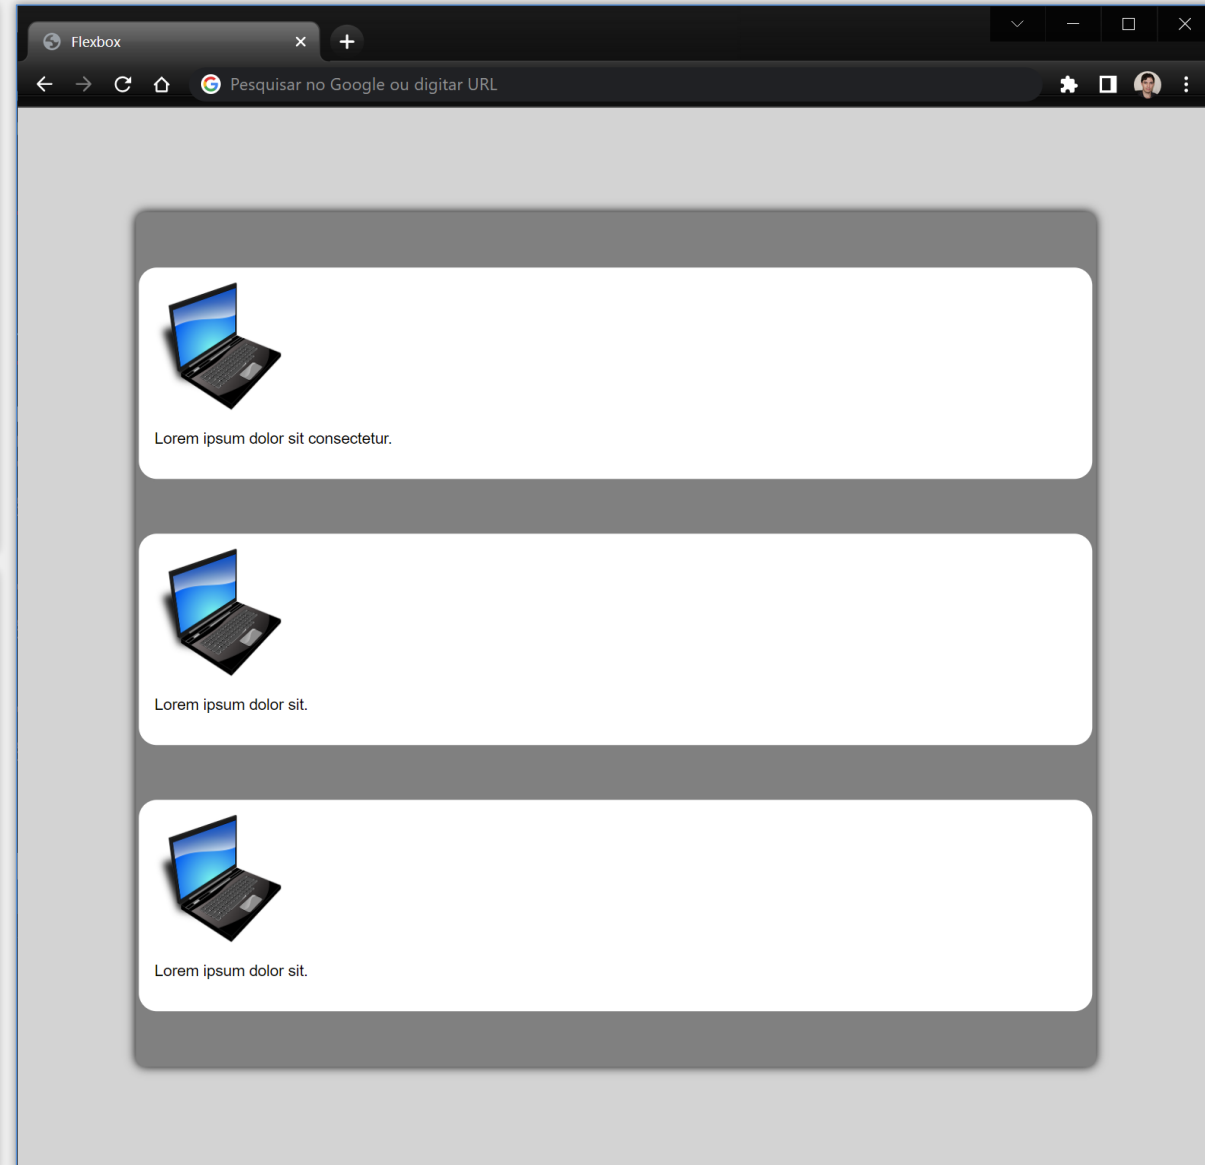 Flexbox
Pesquisar no Google ou digitar URL
Lorem ipsum dolor sit consectetur.
Lorem ipsum dolor sit.
Lorem ipsum dolor sit.